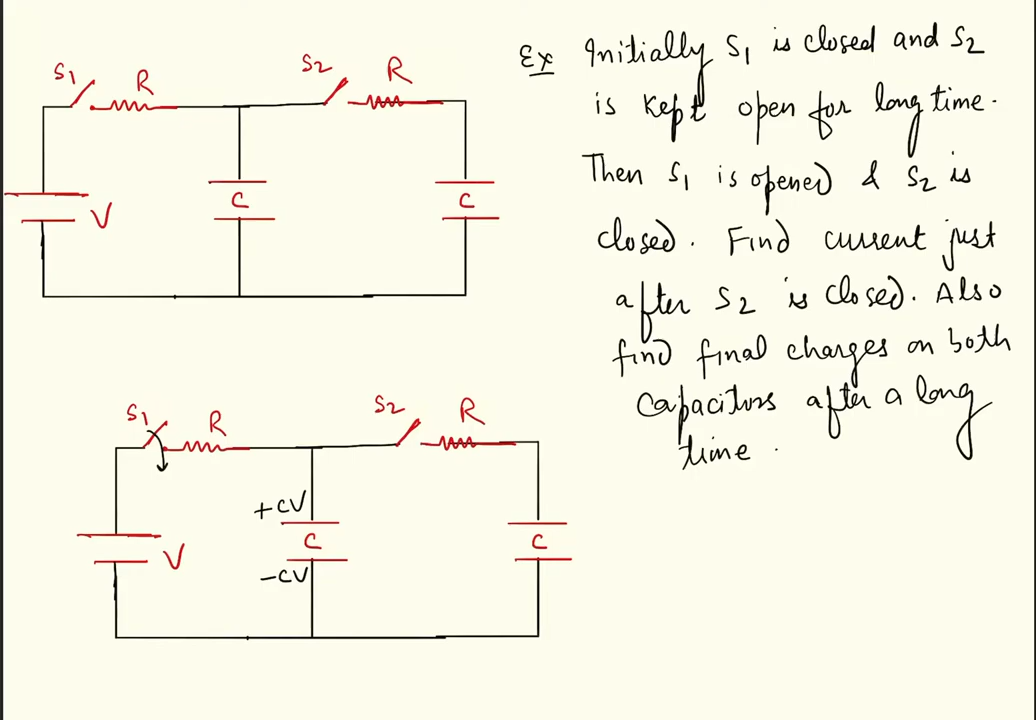 S1 R S2 R
V C C
Ex Initially S1 is closed and S2
is kept open for long time.
Then S1 is opened & S2 is
closed. Find current just
after S2 is closed. Also
find final charges on both
capacitors after a long
time.
S1 R S2 R
+CV
V C C
-CV